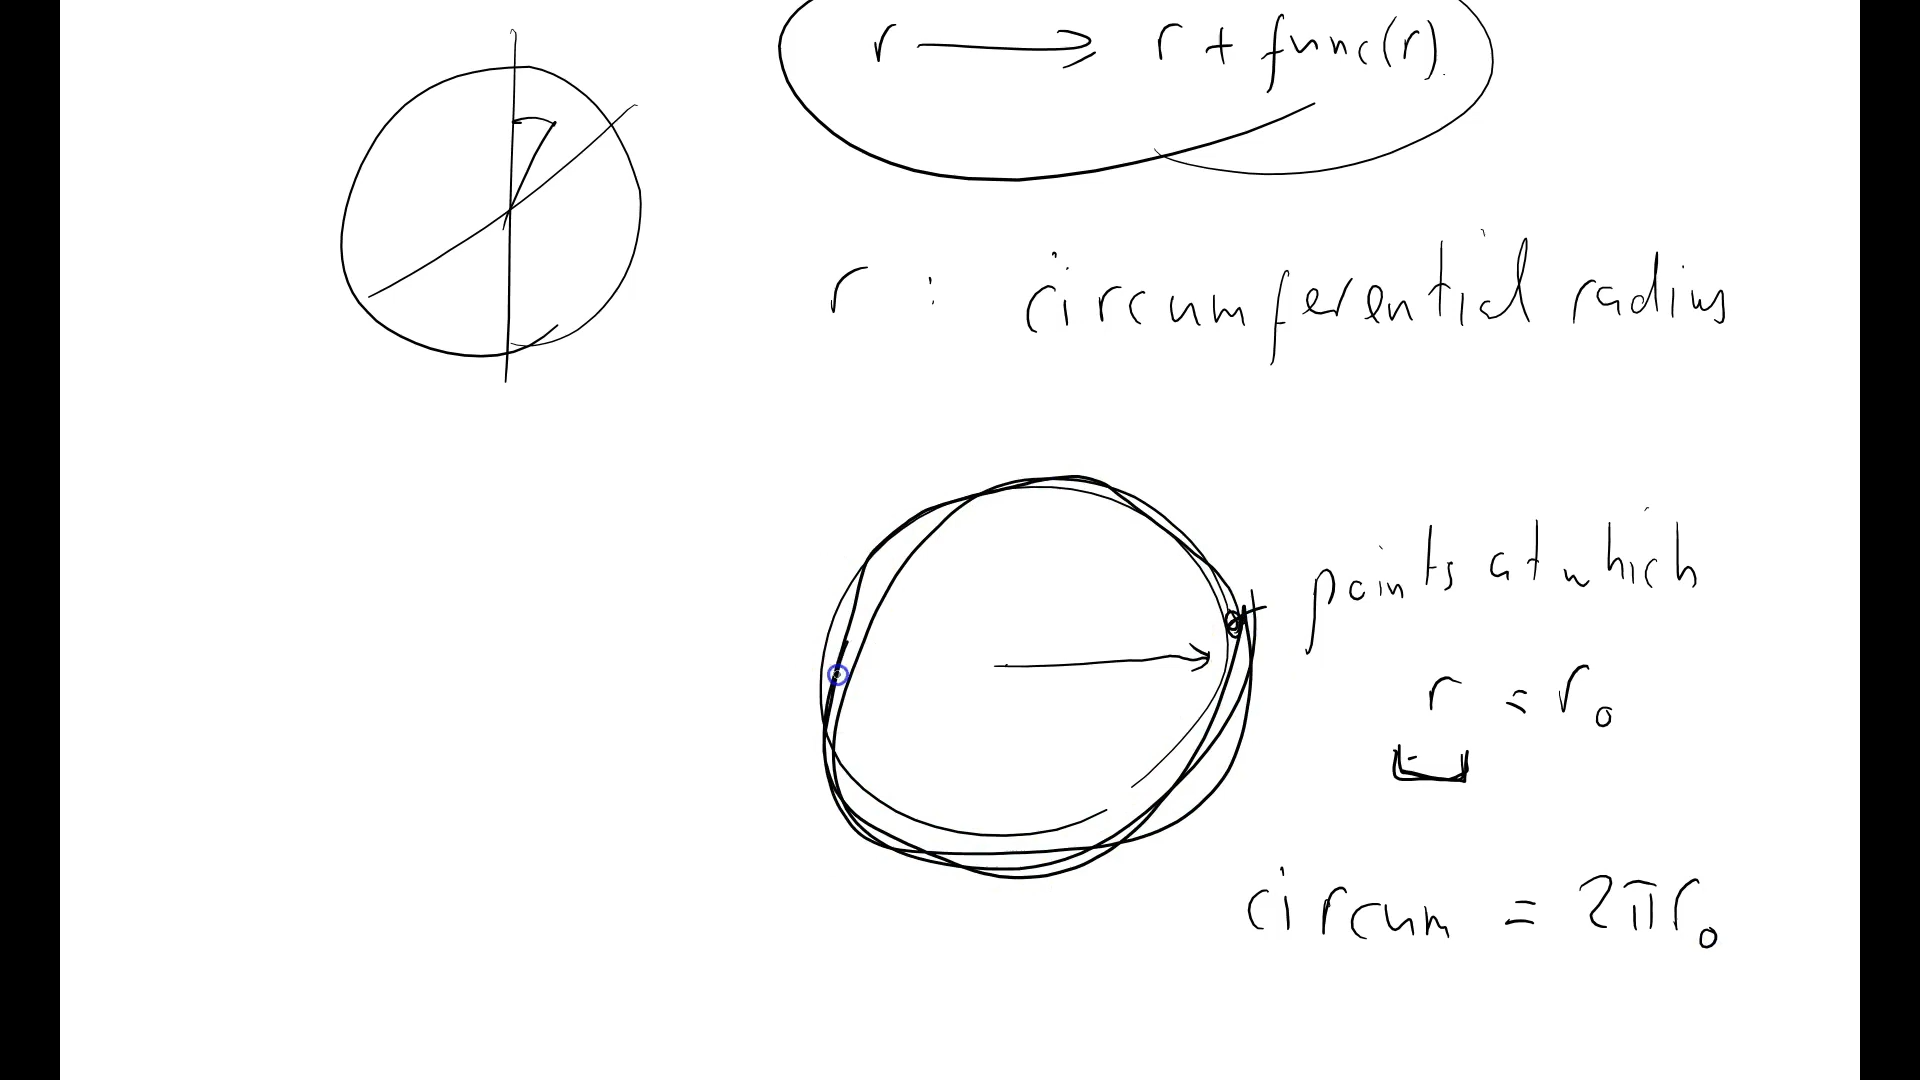 r → r + func(r)
r : circumferential radius
points at which
r = r₀
circum = 2πr₀